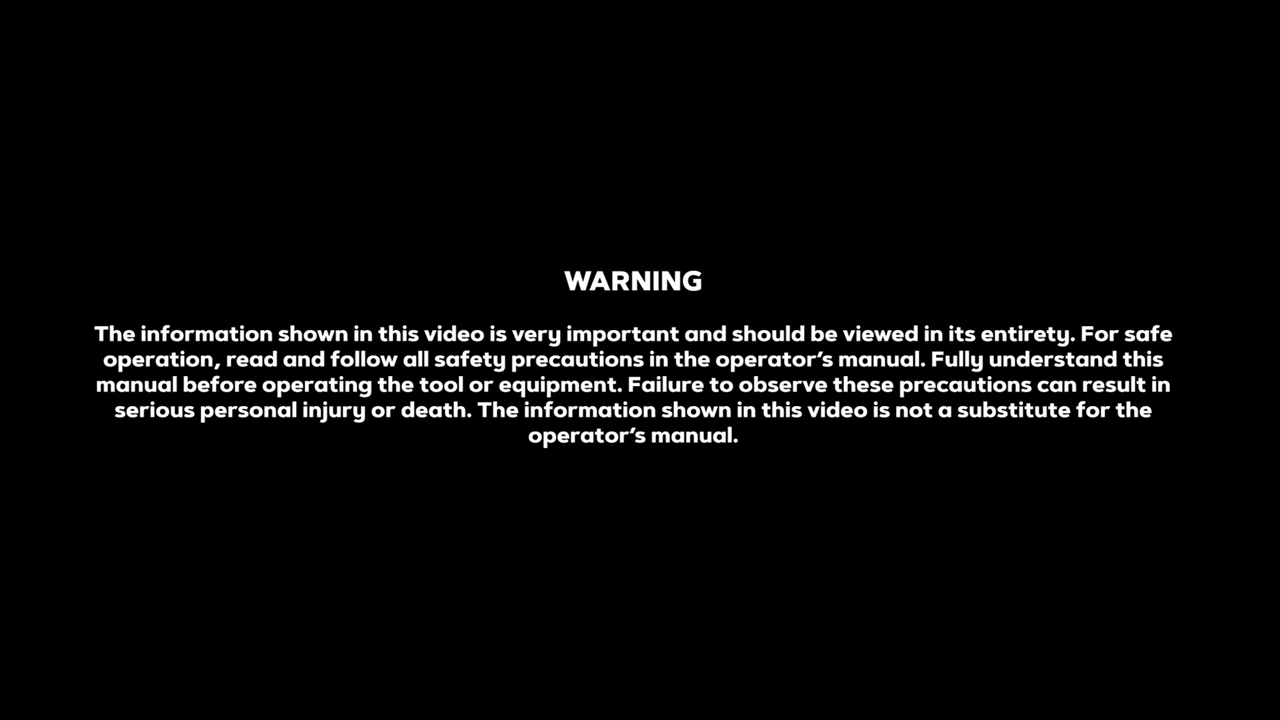 WARNING
The information shown in this video is very important and should be viewed in its entirety. For safe
operation, read and follow all safety precautions in the operator’s manual. Fully understand this
manual before operating the tool or equipment. Failure to observe these precautions can result in
serious personal injury or death. The information shown in this video is not a substitute for the
operator’s manual.